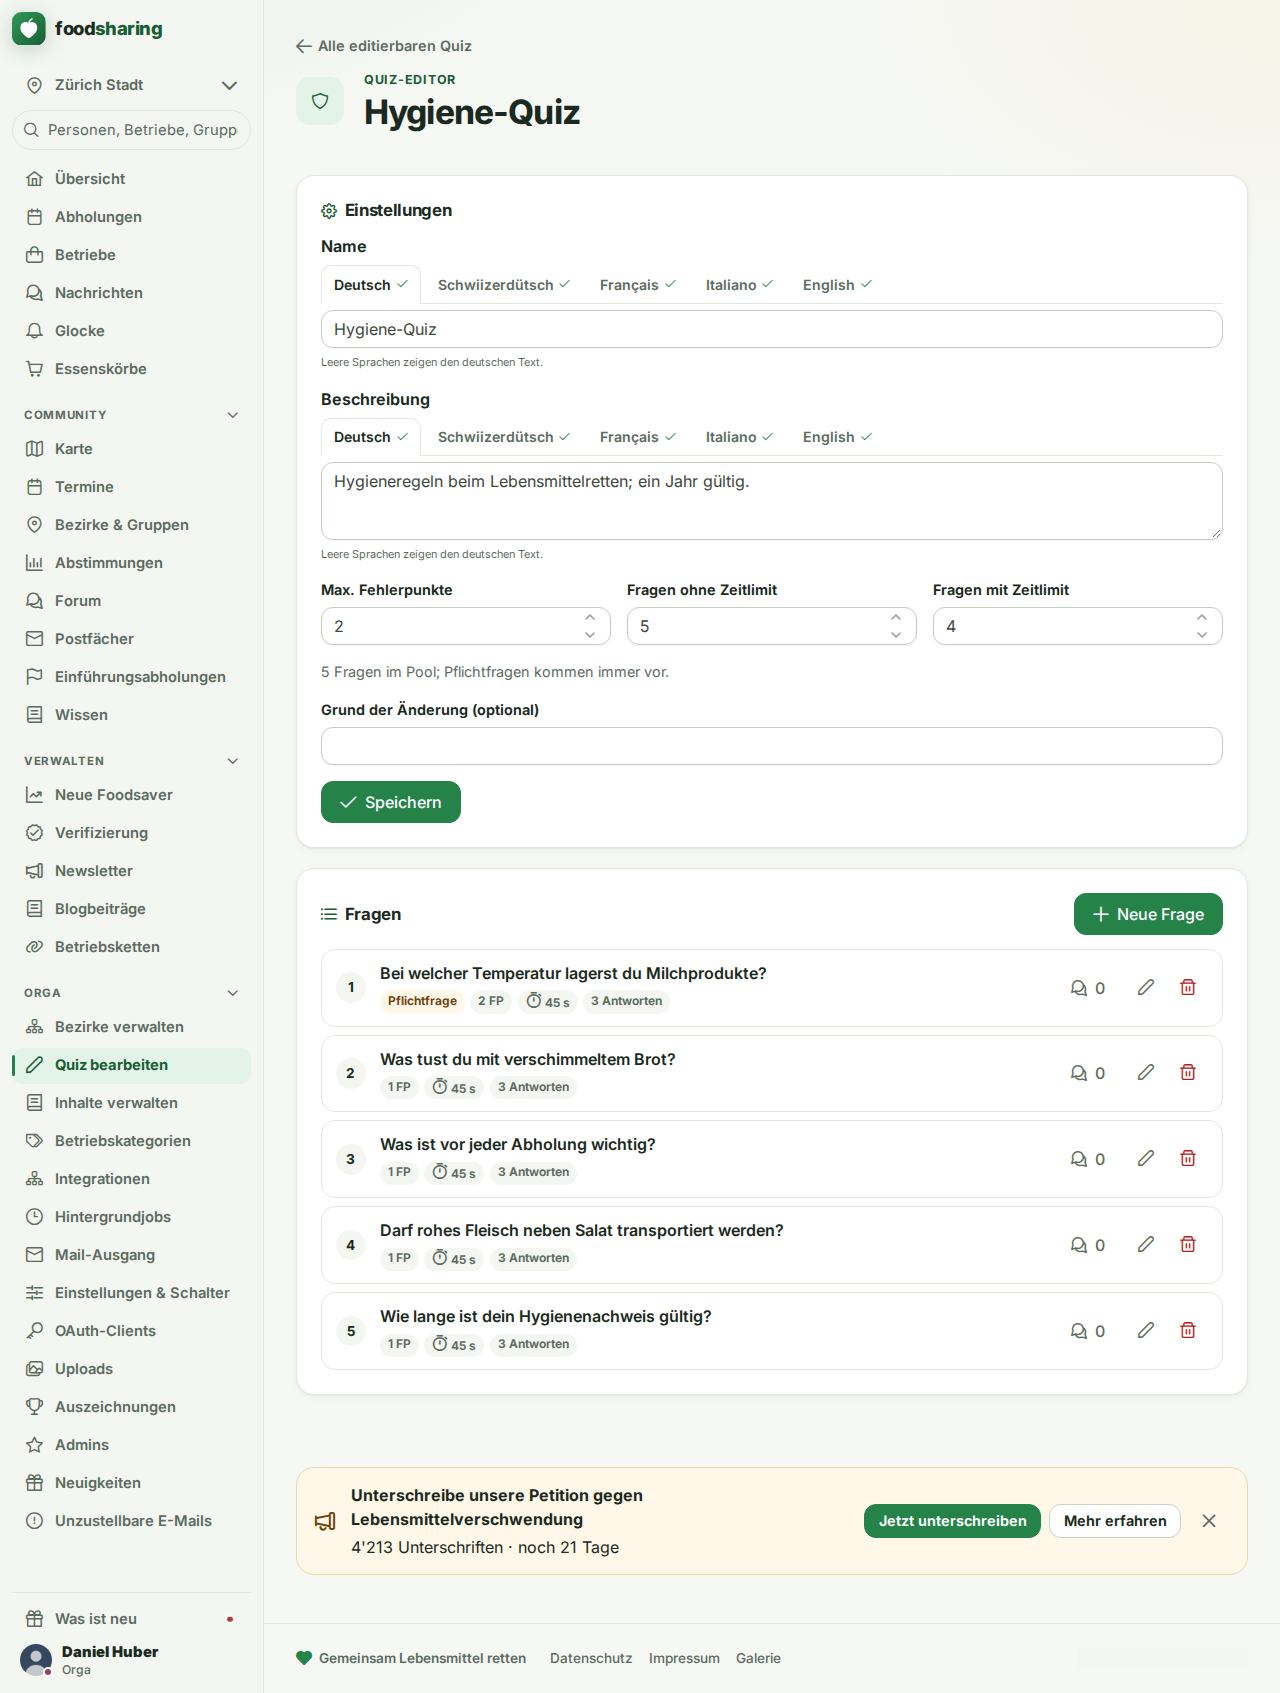 foodsharing
Zürich Stadt
Personen, Betriebe, Grupp
Übersicht
Abholungen
Betriebe
Nachrichten
Glocke
Essenskörbe
COMMUNITY
Karte
Termine
Bezirke & Gruppen
Abstimmungen
Forum
Postfächer
Einführungsabholungen
Wissen
VERWALTEN
Neue Foodsaver
Verifizierung
Newsletter
Blogbeiträge
Betriebsketten
ORGA
Bezirke verwalten
Quiz bearbeiten
Inhalte verwalten
Betriebskategorien
Integrationen
Hintergrundjobs
Mail-Ausgang
Einstellungen & Schalter
OAuth-Clients
Uploads
Auszeichnungen
Admins
Neuigkeiten
Unzustellbare E-Mails
Was ist neu
Daniel Huber
Orga
Alle editierbaren Quiz
QUIZ-EDITOR
Hygiene-Quiz
Einstellungen
Name
Deutsch Schwiizerdütsch Français Italiano English
Hygiene-Quiz
Leere Sprachen zeigen den deutschen Text.
Beschreibung
Deutsch Schwiizerdütsch Français Italiano English
Hygieneregeln beim Lebensmittelretten; ein Jahr gültig.
Leere Sprachen zeigen den deutschen Text.
Max. Fehlerpunkte Fragen ohne Zeitlimit Fragen mit Zeitlimit
2 5 4
5 Fragen im Pool; Pflichtfragen kommen immer vor.
Grund der Änderung (optional)
Speichern
Fragen Neue Frage
1 Bei welcher Temperatur lagerst du Milchprodukte? 0
Pflichtfrage 2 FP 45 s 3 Antworten
2 Was tust du mit verschimmeltem Brot? 0
1 FP 45 s 3 Antworten
3 Was ist vor jeder Abholung wichtig? 0
1 FP 45 s 3 Antworten
4 Darf rohes Fleisch neben Salat transportiert werden? 0
1 FP 45 s 3 Antworten
5 Wie lange ist dein Hygienenachweis gültig? 0
1 FP 45 s 3 Antworten
Unterschreibe unsere Petition gegen
Lebensmittelverschwendung
4'213 Unterschriften · noch 21 Tage
Jetzt unterschreiben Mehr erfahren
Gemeinsam Lebensmittel retten Datenschutz Impressum Galerie